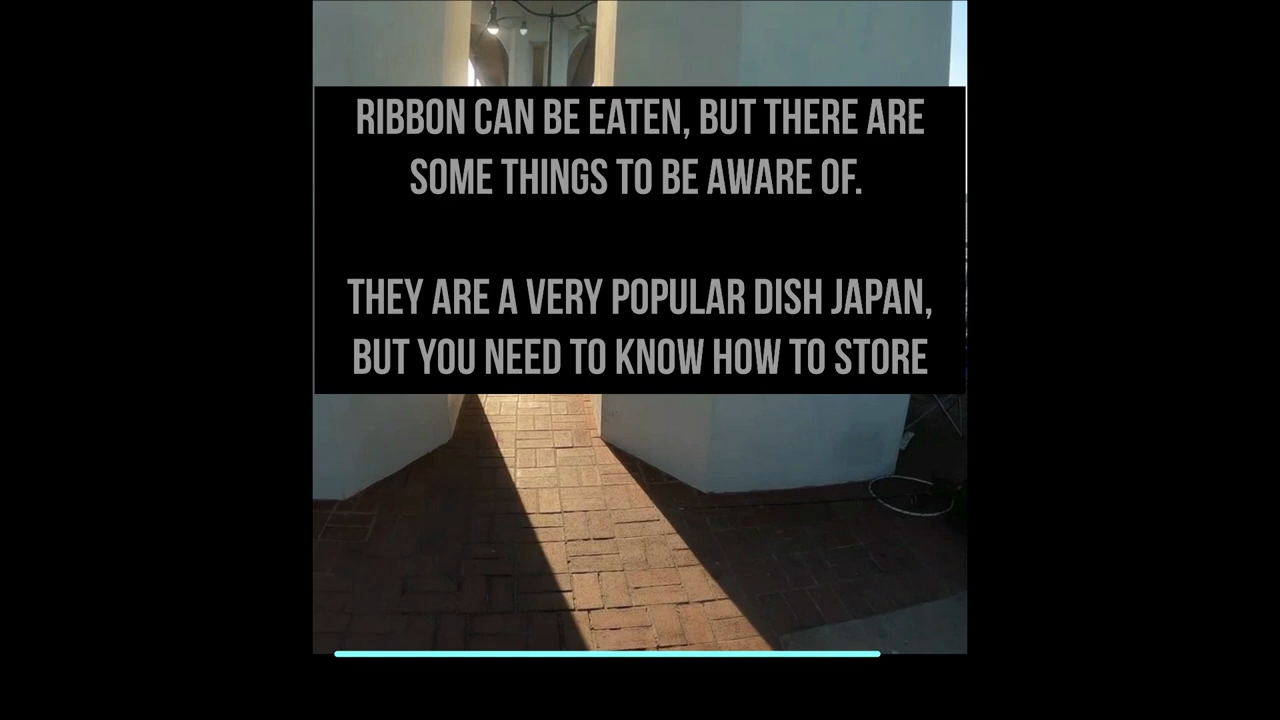 RIBBON CAN BE EATEN, BUT THERE ARE
SOME THINGS TO BE AWARE OF.
THEY ARE A VERY POPULAR DISH JAPAN,
BUT YOU NEED TO KNOW HOW TO STORE